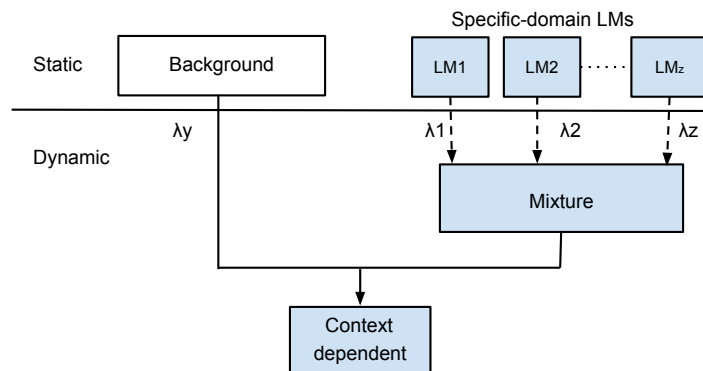 Specific-domain LMs
Static
Background
LM1
LM2
LMz
λy
λ1
λ2
λz
Dynamic
Mixture
Context
dependent